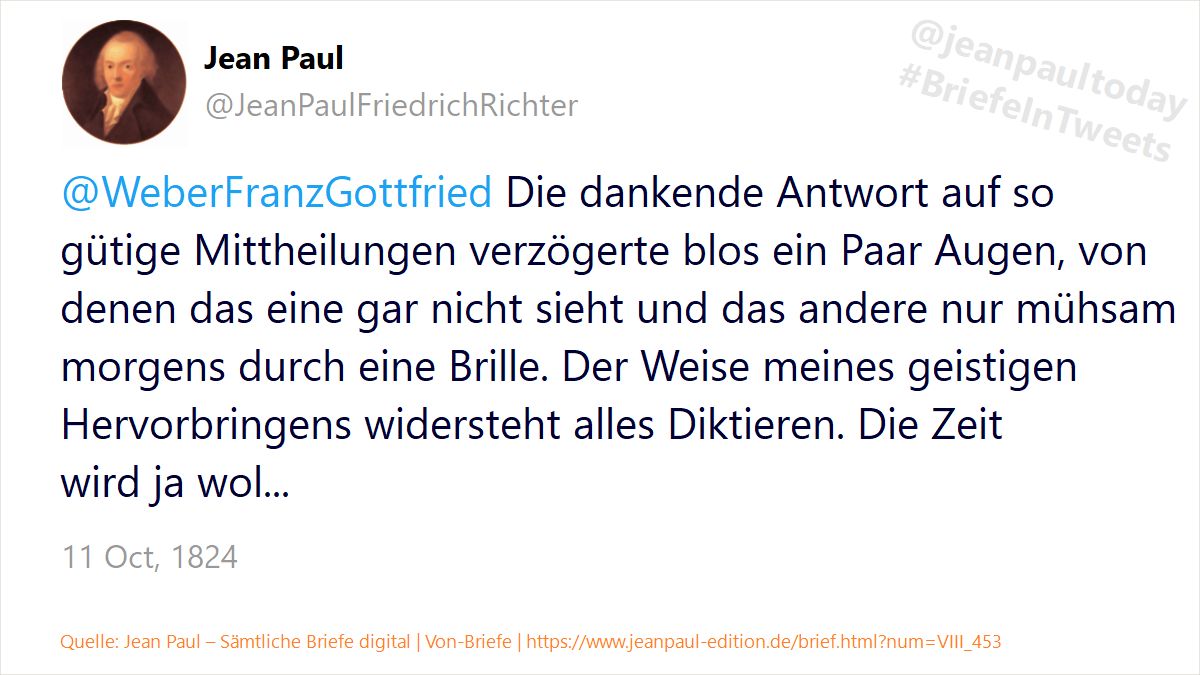 Jean Paul
@JeanPaulFriedrichRichter
@jeanpaultoday
#BriefeInTweets
@WeberFranzGottfried Die dankende Antwort auf so
gütige Mittheilungen verzögerte blos ein Paar Augen, von
denen das eine gar nicht sieht und das andere nur mühsam
morgens durch eine Brille. Der Weise meines geistigen
Hervorbringens widersteht alles Diktieren. Die Zeit
wird ja wol...
11 Oct, 1824
Quelle: Jean Paul – Sämtliche Briefe digital | Von-Briefe | https://www.jeanpaul-edition.de/brief.html?num=VIII_453